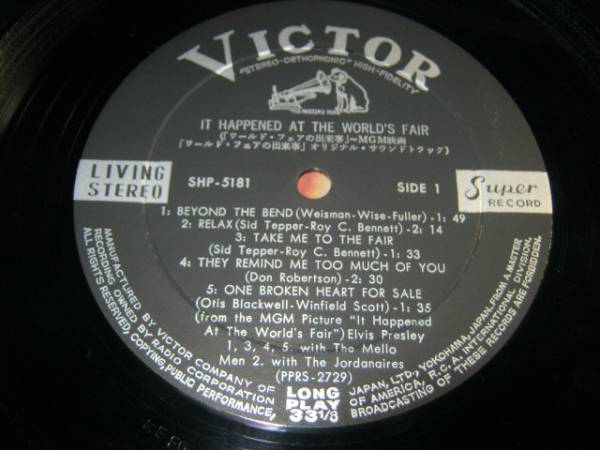 VICTOR
"STEREO-ORTHOPHONIC" HIGH-FIDELITY
IT HAPPENED AT THE WORLD'S FAIR
(「ワールド・フェアの出来事」~MGM映画
「ワールド・フェアの出来事」オリジナル・サウンドトラック)
LIVING
STEREO
SHP-5181
SIDE 1
Super
RECORD
1: BEYOND THE BEND (Weisman-Wise-Fuller) -1: 49
2: RELAX (Sid Tepper-Roy C. Bennett) -2: 14
3: TAKE ME TO THE FAIR
(Sid Tepper-Roy C. Bennett) -1: 33
4: THEY REMIND ME TOO MUCH OF YOU
(Don Robertson) -2: 30
5: ONE BROKEN HEART FOR SALE
(Otis Blackwell-Winfield Scott) -1: 35
(from the MGM Picture "It Happened
At The World's Fair") Elvis Presley
1, 3, 4, 5. with The Mello
Men 2. with The Jordanaires
(PPRS-2729)
LONG
PLAY
33 1/3
MANUFACTURED BY VICTOR COMPANY OF JAPAN, LTD., YOKOHAMA, JAPAN, FROM A MASTER
RECORDING OWNED BY RADIO CORPORATION OF AMERICA, R.C.A. INTERNATIONAL DIVISION.
ALL RIGHTS RESERVED, COPYING, PUBLIC PERFORMANCE, BROADCASTING OF THESE RECORDS ARE FORBIDDEN.